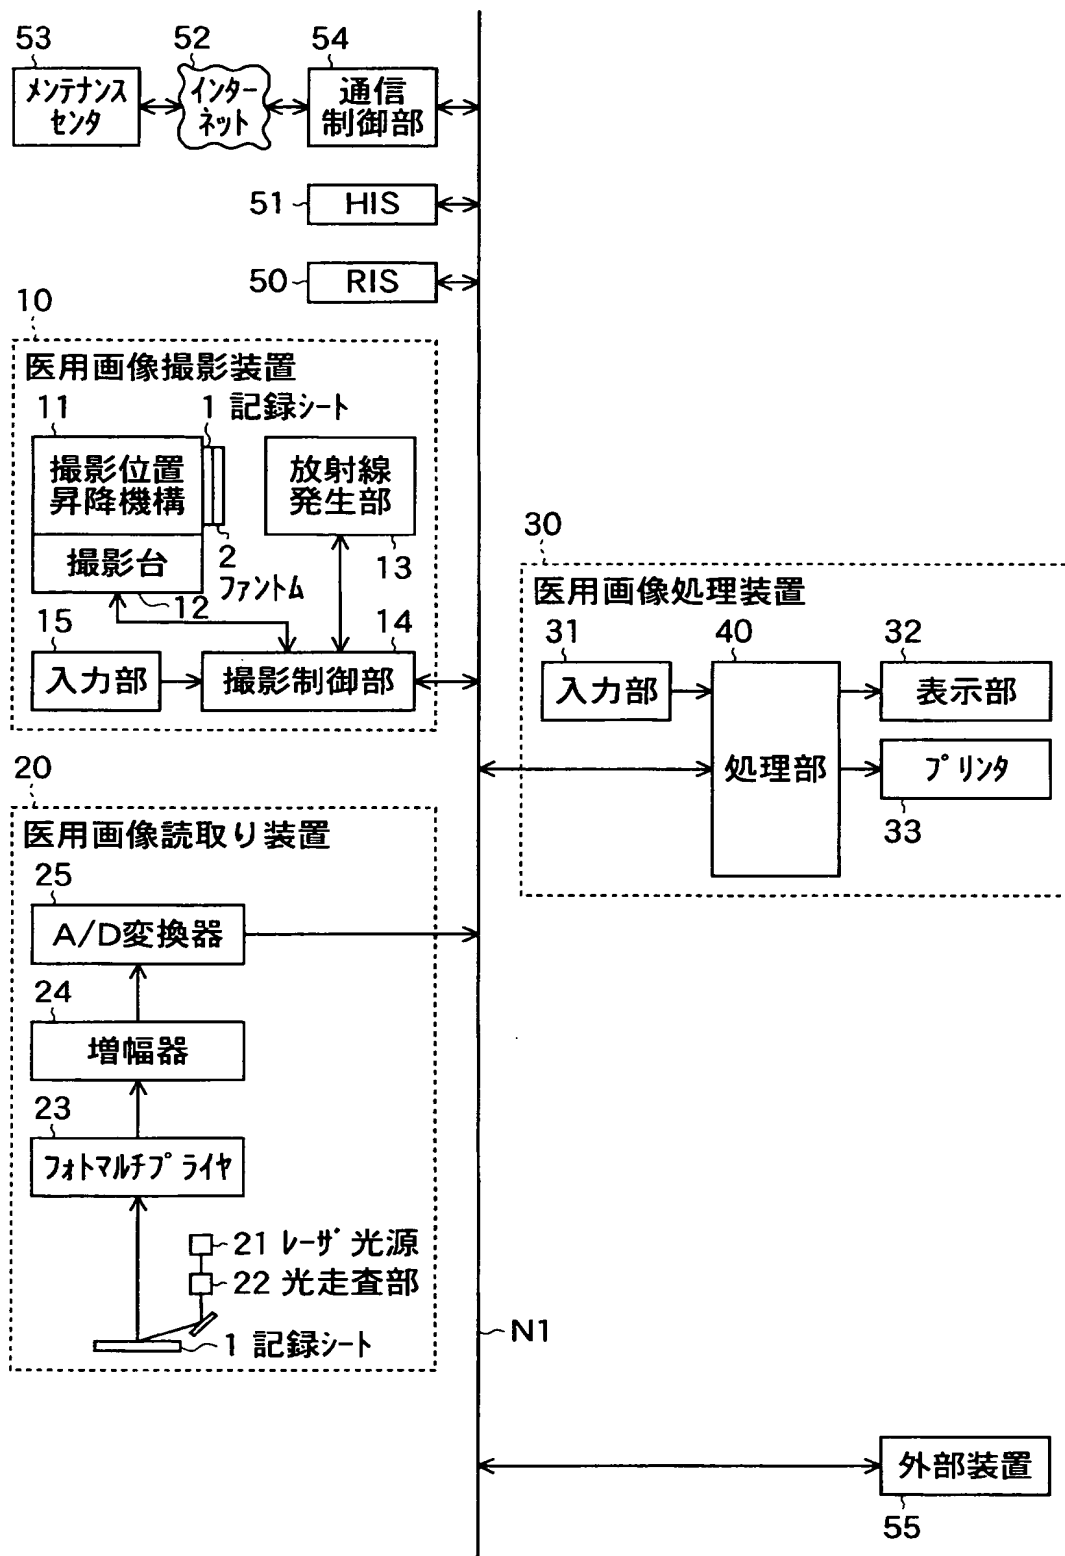 53
52
54
メンテナンス
センタ
インター
ネット
通信
制御部
51
HIS
50
RIS
10
医用画像撮影装置
11
1 記録シート
撮影位置
昇降機構
放射線
発生部
撮影台
2
ファントム
13
12
15
14
入力部
撮影制御部
30
医用画像処理装置
31
40
32
入力部
表示部
処理部
プリンタ
33
20
医用画像読取り装置
25
A/D変換器
24
増幅器
23
フォトマルチプライヤ
21 レーザ光源
22 光走査部
1 記録シート
N1
外部装置
55